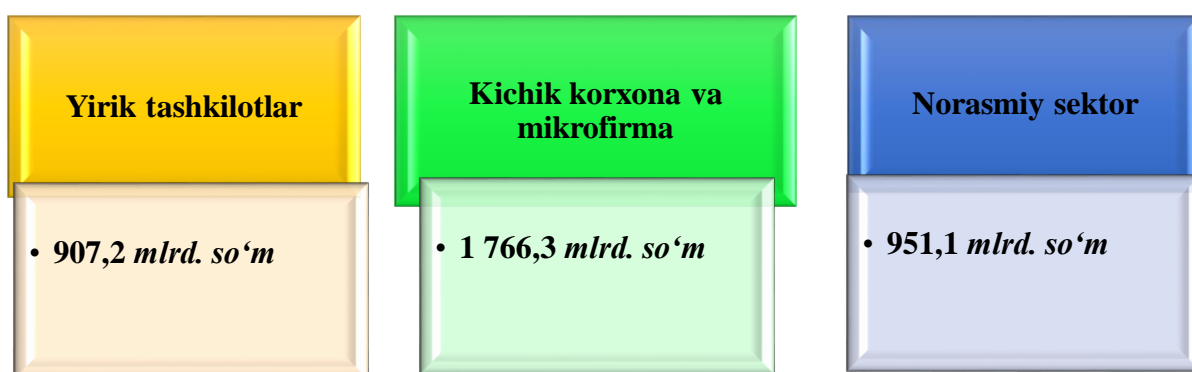 Yirik tashkilotlar
• 907,2 mlrd. so‘m
Kichik korxona va
mikrofirma
• 1 766,3 mlrd. so‘m
Norasmiy sektor
• 951,1 mlrd. so‘m